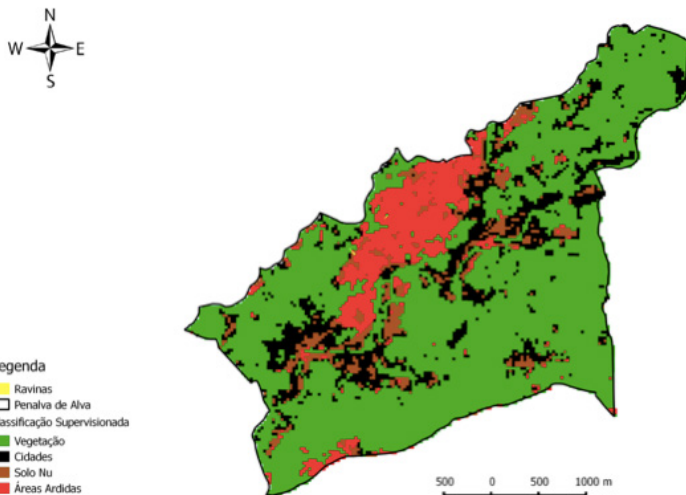 N
W E
S
egenda
Ravinas
Penalva de Alva
assificação Supervisionada
Vegetação
Cidades
Solo Nu
Áreas Ardidas
500 0 500 1000 m